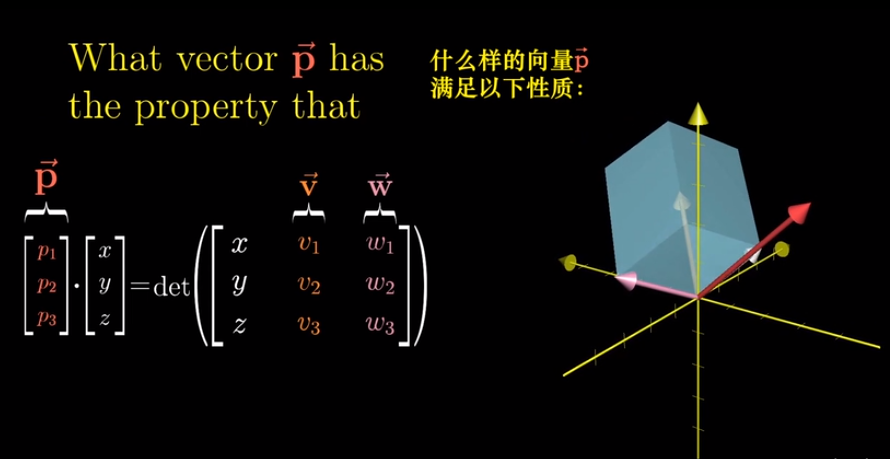 What vector p⃗ has
the property that
什么样的向量p⃗
满足以下性质：
p⃗ v⃗ w⃗
[p₁ p₂ p₃] · [x y z] = det([x v₁ w₁
y v₂ w₂
z v₃ w₃])